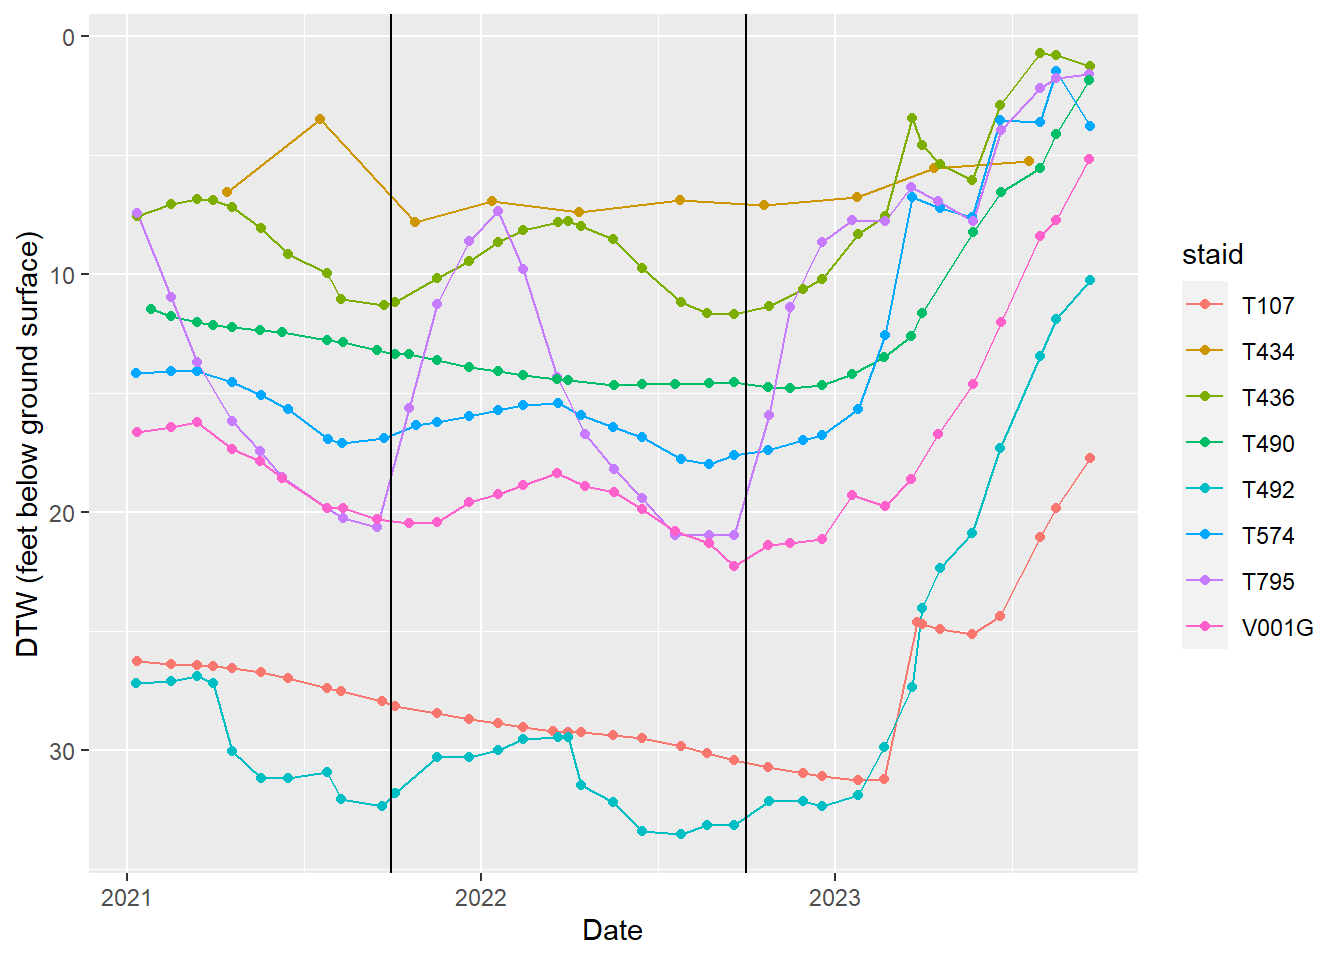 0
10
20
30
DTW (feet below ground surface)
2021
2022
2023
Date
staid
T107
T434
T436
T490
T492
T574
T795
V001G